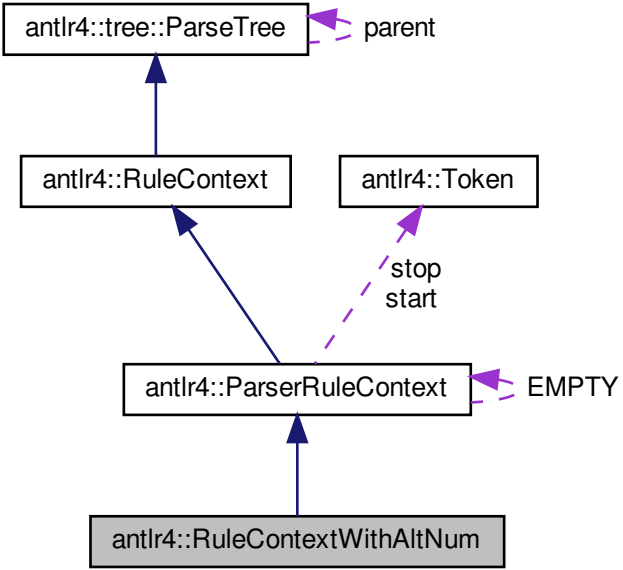 antlr4::tree::ParseTree
parent
antlr4::RuleContext
antlr4::Token
stop
start
antlr4::ParserRuleContext
EMPTY
antlr4::RuleContextWithAltNum